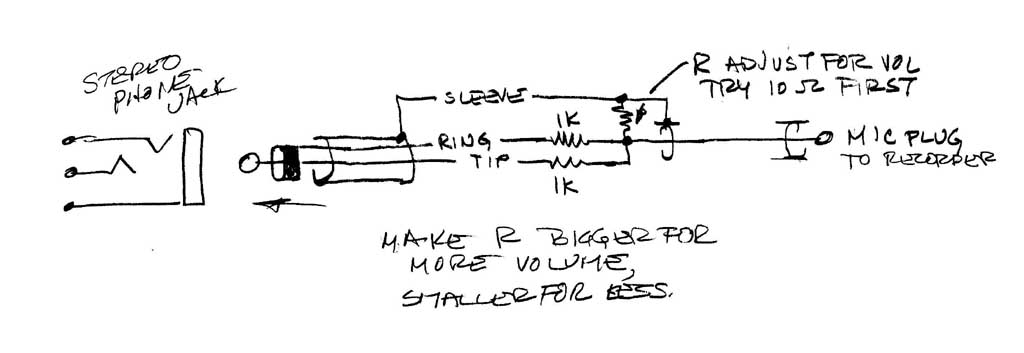 STEREO
PHONE
JACK
R ADJUST FOR VOL
TRY 10 Ω FIRST
SLEEVE
1K
RING
TIP
1K
MIC PLUG
TO RECORDER
MAKE R BIGGER FOR
MORE VOLUME,
SMALLER FOR LESS.